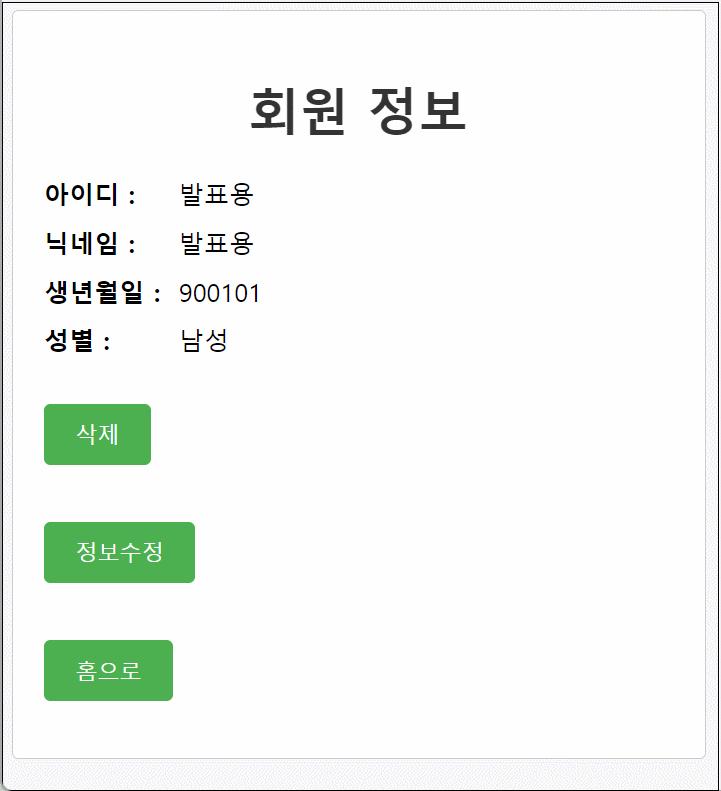 회원 정보
아이디 : 발표용
닉네임 : 발표용
생년월일 : 900101
성별 : 남성
삭제
정보수정
홈으로